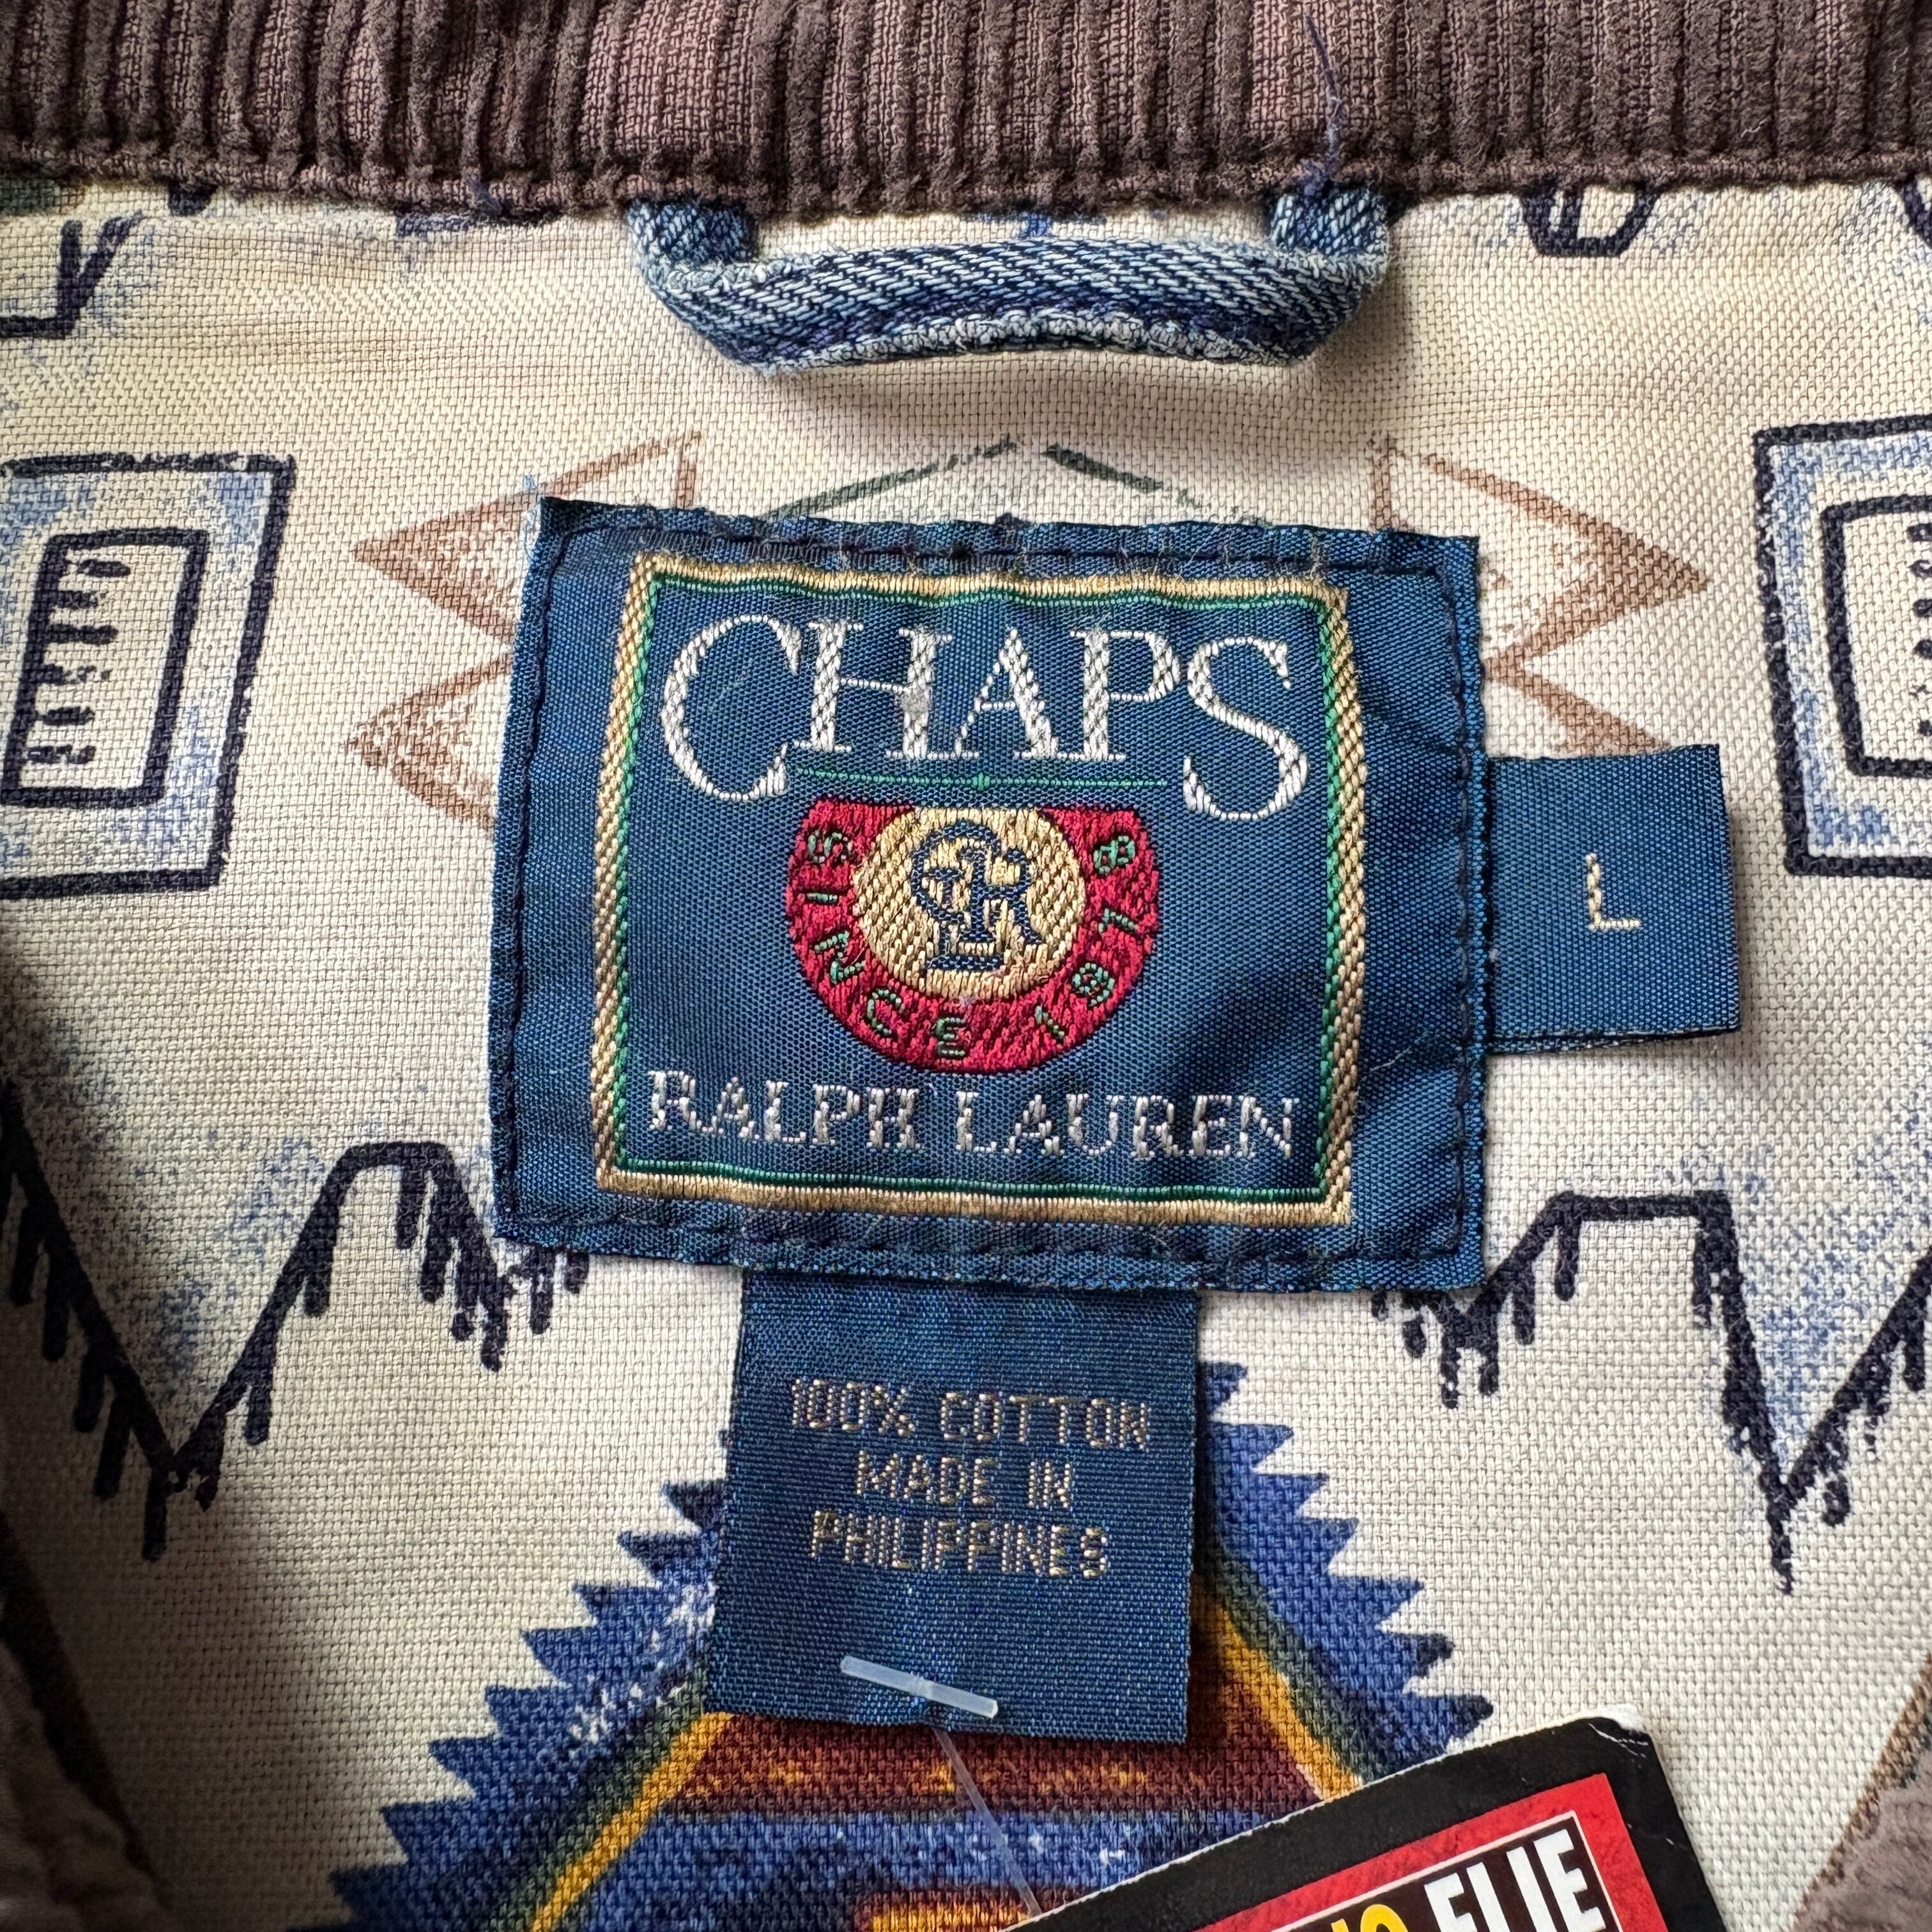 CHAPS
SINCE 1978
RALPH LAUREN
L
100% COTTON
MADE IN
PHILIPPINES